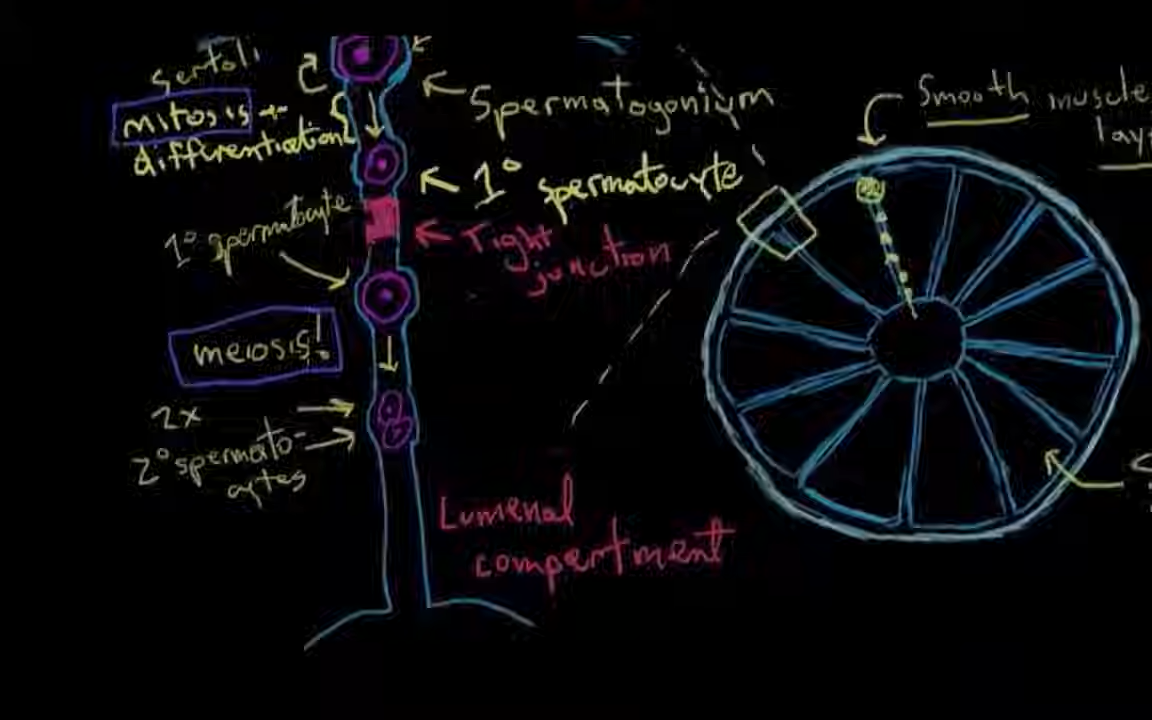 Sertoli
mitosis +
differentiation
Spermatogonium
1° spermatocyte
1° spermatocyte
Tight
junction
meiosis!
2x
2° spermato-
cytes
Lumenal
compartment
Smooth muscle
lay